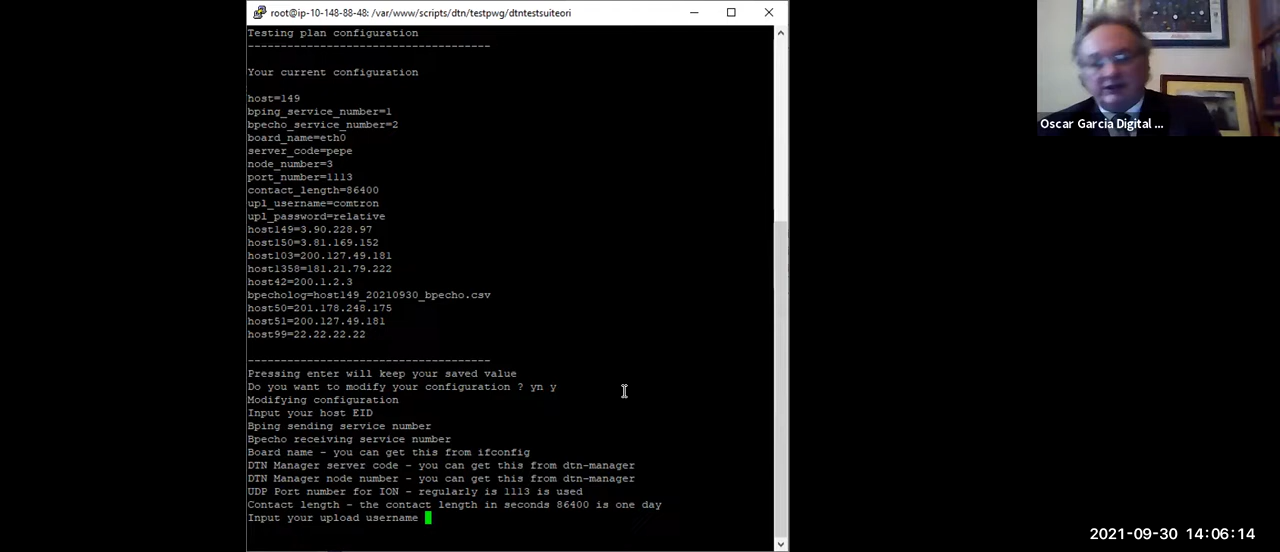 root@ip-10-148-88-48: /var/www/scripts/dtn/testpwg/dtntestsuiteori
Testing plan configuration
-------------------------------------
Your current configuration
host=149
bping_service_number=1
bpecho_service_number=2
board_name=eth0
server_code=pepe
node_number=3
port_number=1113
contact_length=86400
upl_username=comtron
upl_password=relative
host149=3.90.228.97
host150=3.81.169.152
host103=200.127.49.181
host1358=181.21.79.222
host42=200.1.2.3
bpecholog=host149_20210930_bpecho.csv
host50=201.178.248.175
host51=200.127.49.181
host99=22.22.22.22
-------------------------------------
Pressing enter will keep your saved value
Do you want to modify your configuration ? yn y
Modifying configuration
Input your host EID
Bping sending service number
Bpecho receiving service number
Board name - you can get this from ifconfig
DTN Manager server code - you can get this from dtn-manager
DTN Manager node number - you can get this from dtn-manager
UDP Port number for ION - regularly is 1113 is used
Contact length - the contact length in seconds 86400 is one day
Input your upload username
Oscar Garcia Digital ...
2021-09-30 14:06:14